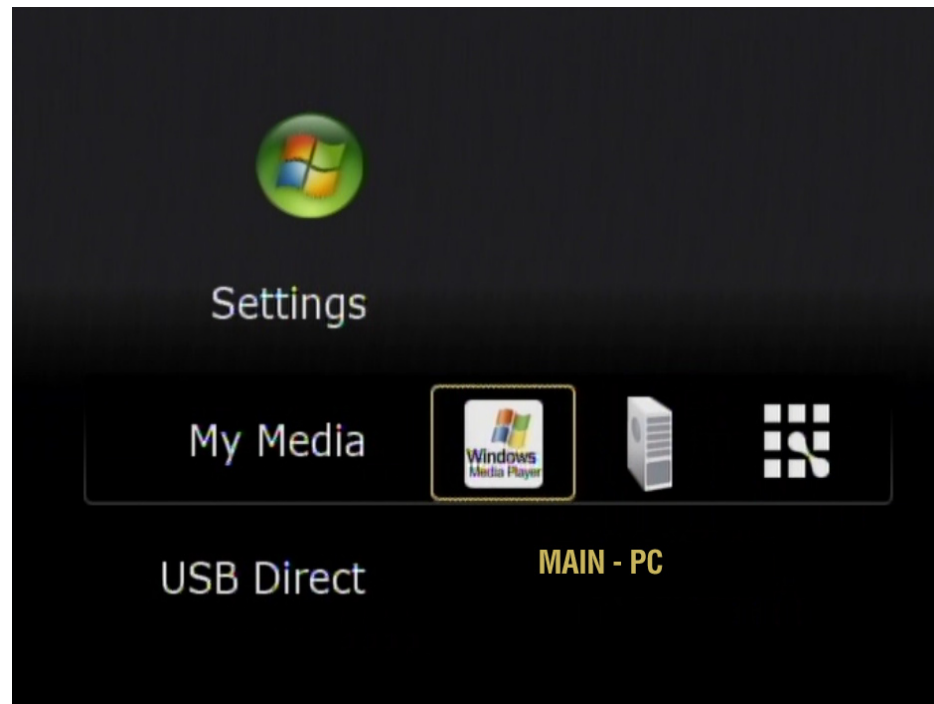 Settings
My Media
Windows
Media Player
USB Direct
MAIN - PC